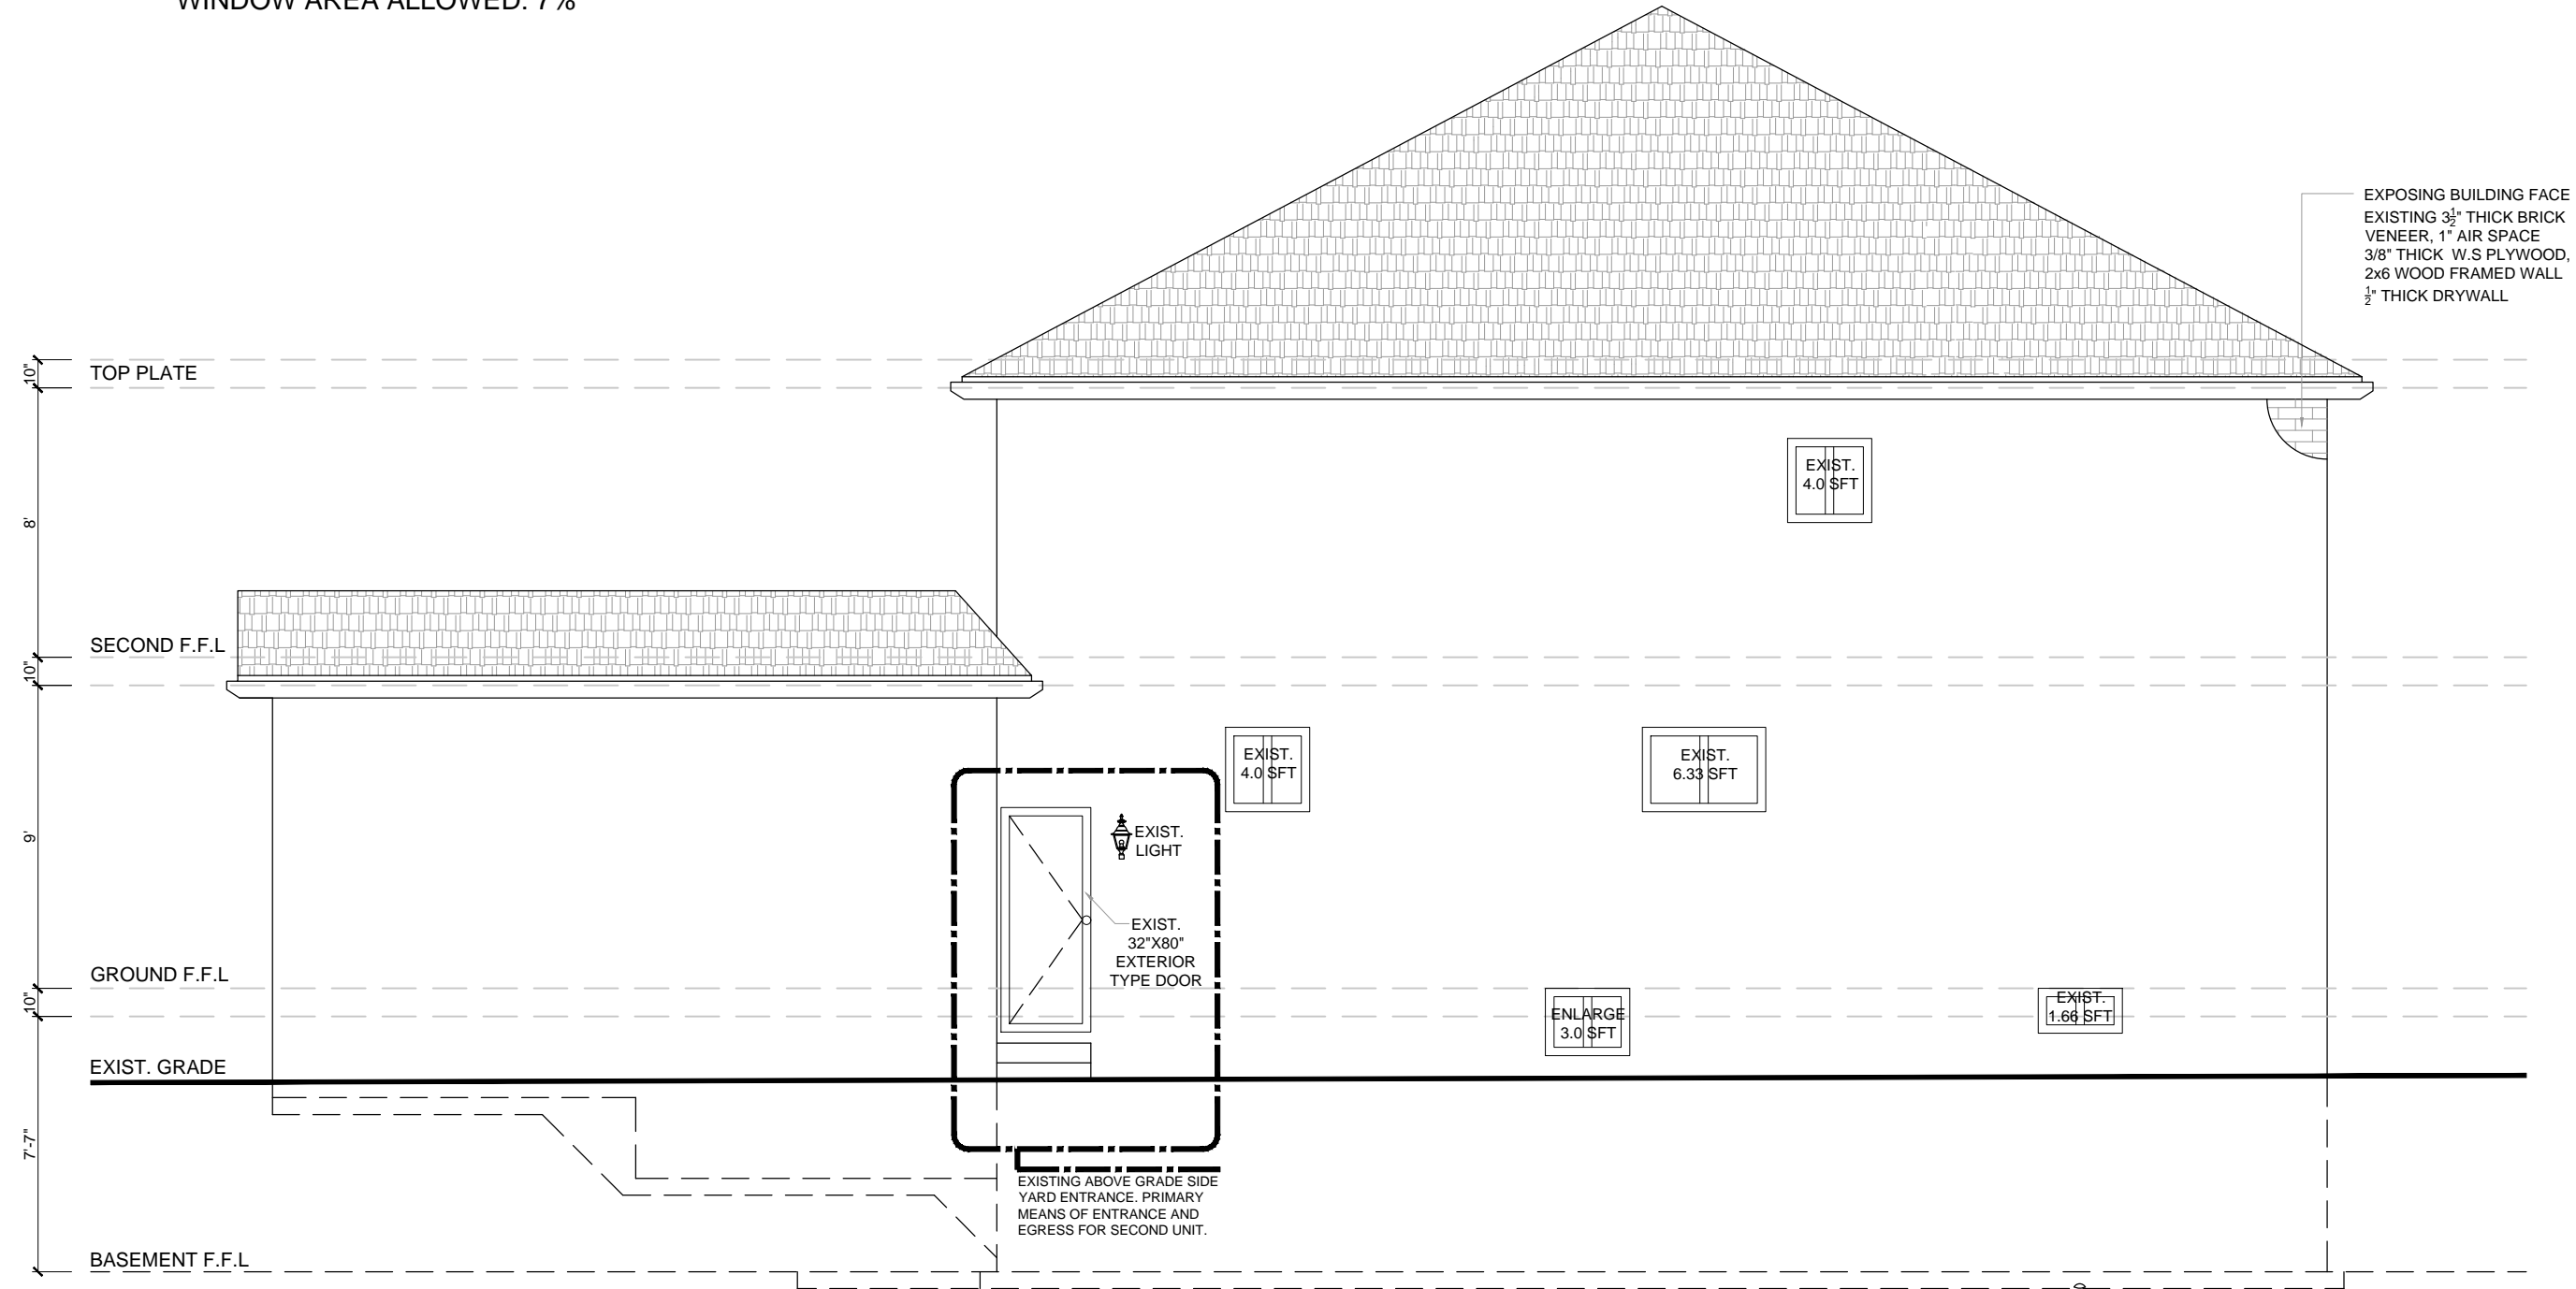 WINDOW AREA ALLOWED: 7%
EXPOSING BUILDING FACE
EXISTING 3½" THICK BRICK
VENEER, 1" AIR SPACE
3/8" THICK W.S PLYWOOD,
2x6 WOOD FRAMED WALL
½" THICK DRYWALL
10"
TOP PLATE
8'
EXIST.
4.0 SFT
SECOND F.F.L
10"
9'
EXIST.
4.0 SFT
EXIST.
6.33 SFT
EXIST.
LIGHT
EXIST.
32"X80"
EXTERIOR
TYPE DOOR
GROUND F.F.L
10"
ENLARGE
3.0 SFT
EXIST.
1.66 SFT
EXIST. GRADE
7'-7"
EXISTING ABOVE GRADE SIDE
YARD ENTRANCE. PRIMARY
MEANS OF ENTRANCE AND
EGRESS FOR SECOND UNIT.
BASEMENT F.F.L